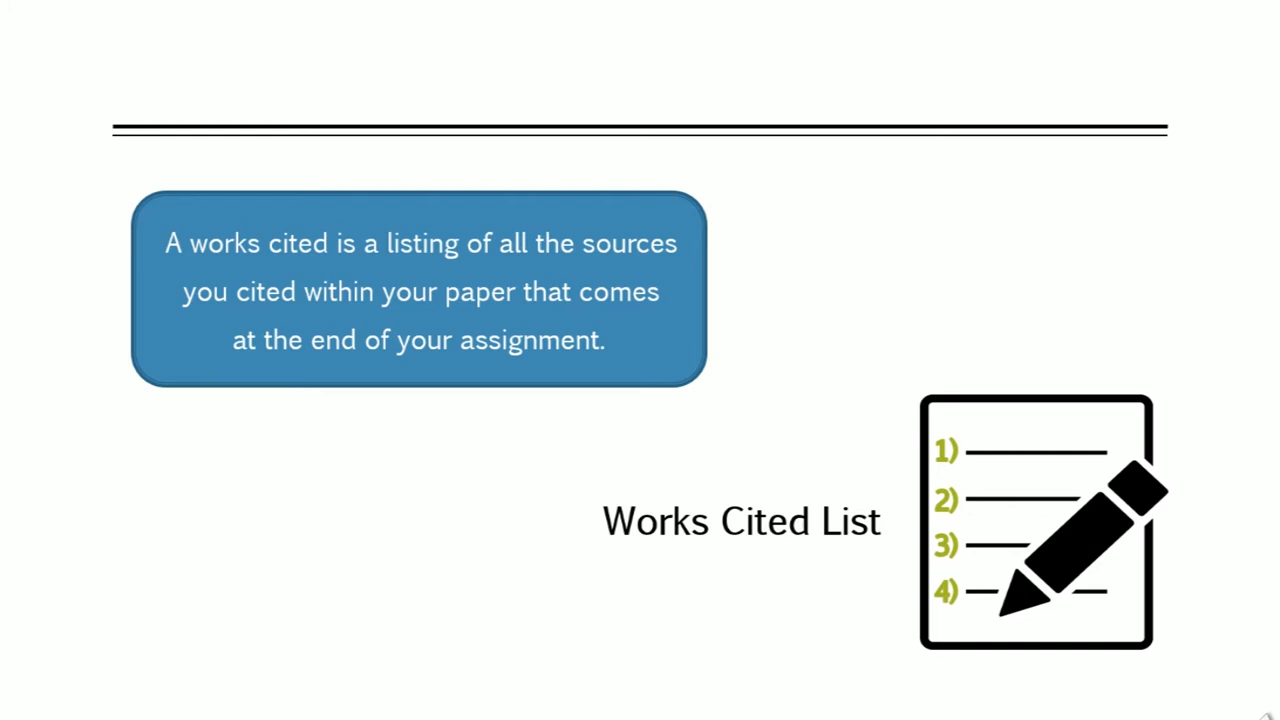 A works cited is a listing of all the sources
you cited within your paper that comes
at the end of your assignment.
Works Cited List
1)
2)
3)
4)